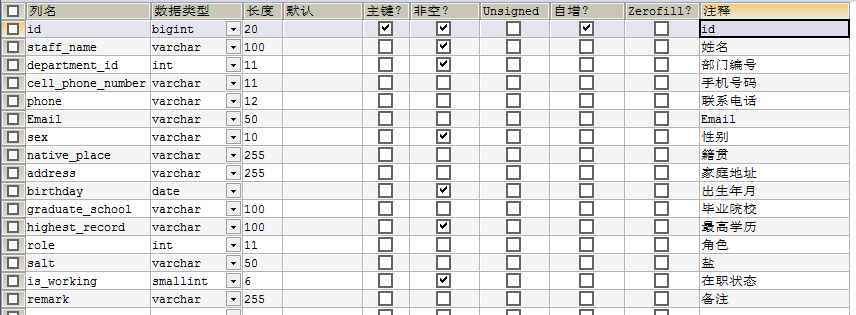 列名 数据类型 长度 默认 主键? 非空? Unsigned 自增? Zerofill? 注释
id bigint 20 id
staff_name varchar 100 姓名
department_id int 11 部门编号
cell_phone_number varchar 11 手机号码
phone varchar 12 联系电话
Email varchar 50 Email
sex varchar 10 性别
native_place varchar 255 籍贯
address varchar 255 家庭地址
birthday date 出生年月
graduate_school varchar 100 毕业院校
highest_record varchar 100 最高学历
role int 11 角色
salt varchar 50 盐
is_working smallint 6 在职状态
remark varchar 255 备注